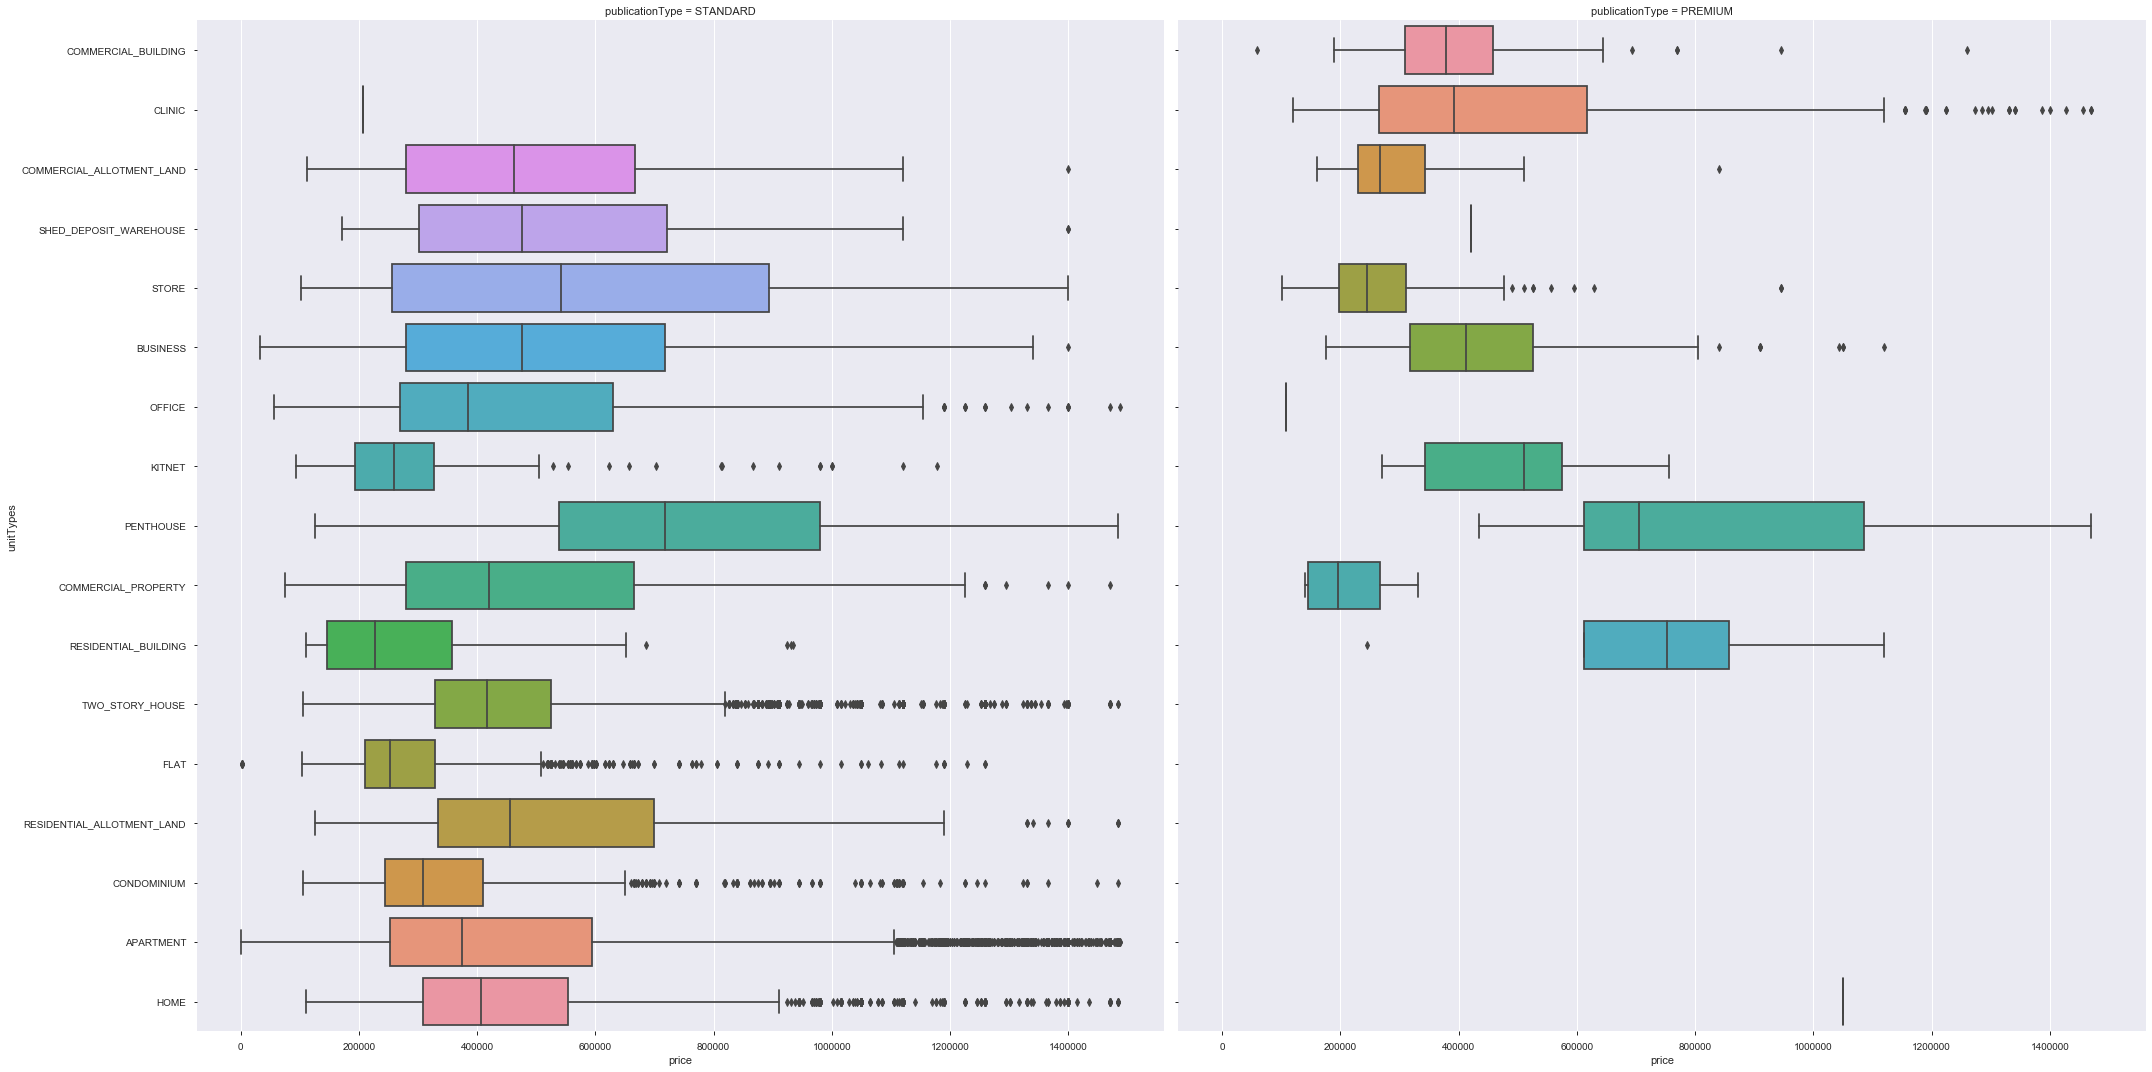 publicationType = STANDARD
publicationType = PREMIUM
unitTypes
COMMERCIAL_BUILDING
CLINIC
COMMERCIAL_ALLOTMENT_LAND
SHED_DEPOSIT_WAREHOUSE
STORE
BUSINESS
OFFICE
KITNET
PENTHOUSE
COMMERCIAL_PROPERTY
RESIDENTIAL_BUILDING
TWO_STORY_HOUSE
FLAT
RESIDENTIAL_ALLOTMENT_LAND
CONDOMINIUM
APARTMENT
HOME
0 200000 400000 600000 800000 1000000 1200000 1400000
price
0 200000 400000 600000 800000 1000000 1200000 1400000
price